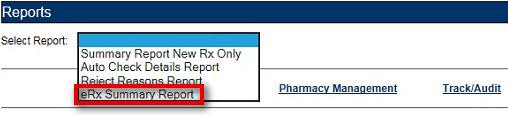 Reports
Select Report:
Summary Report New Rx Only
Auto Check Details Report
Reject Reasons Report
eRx Summary Report
Pharmacy Management Track/Audit